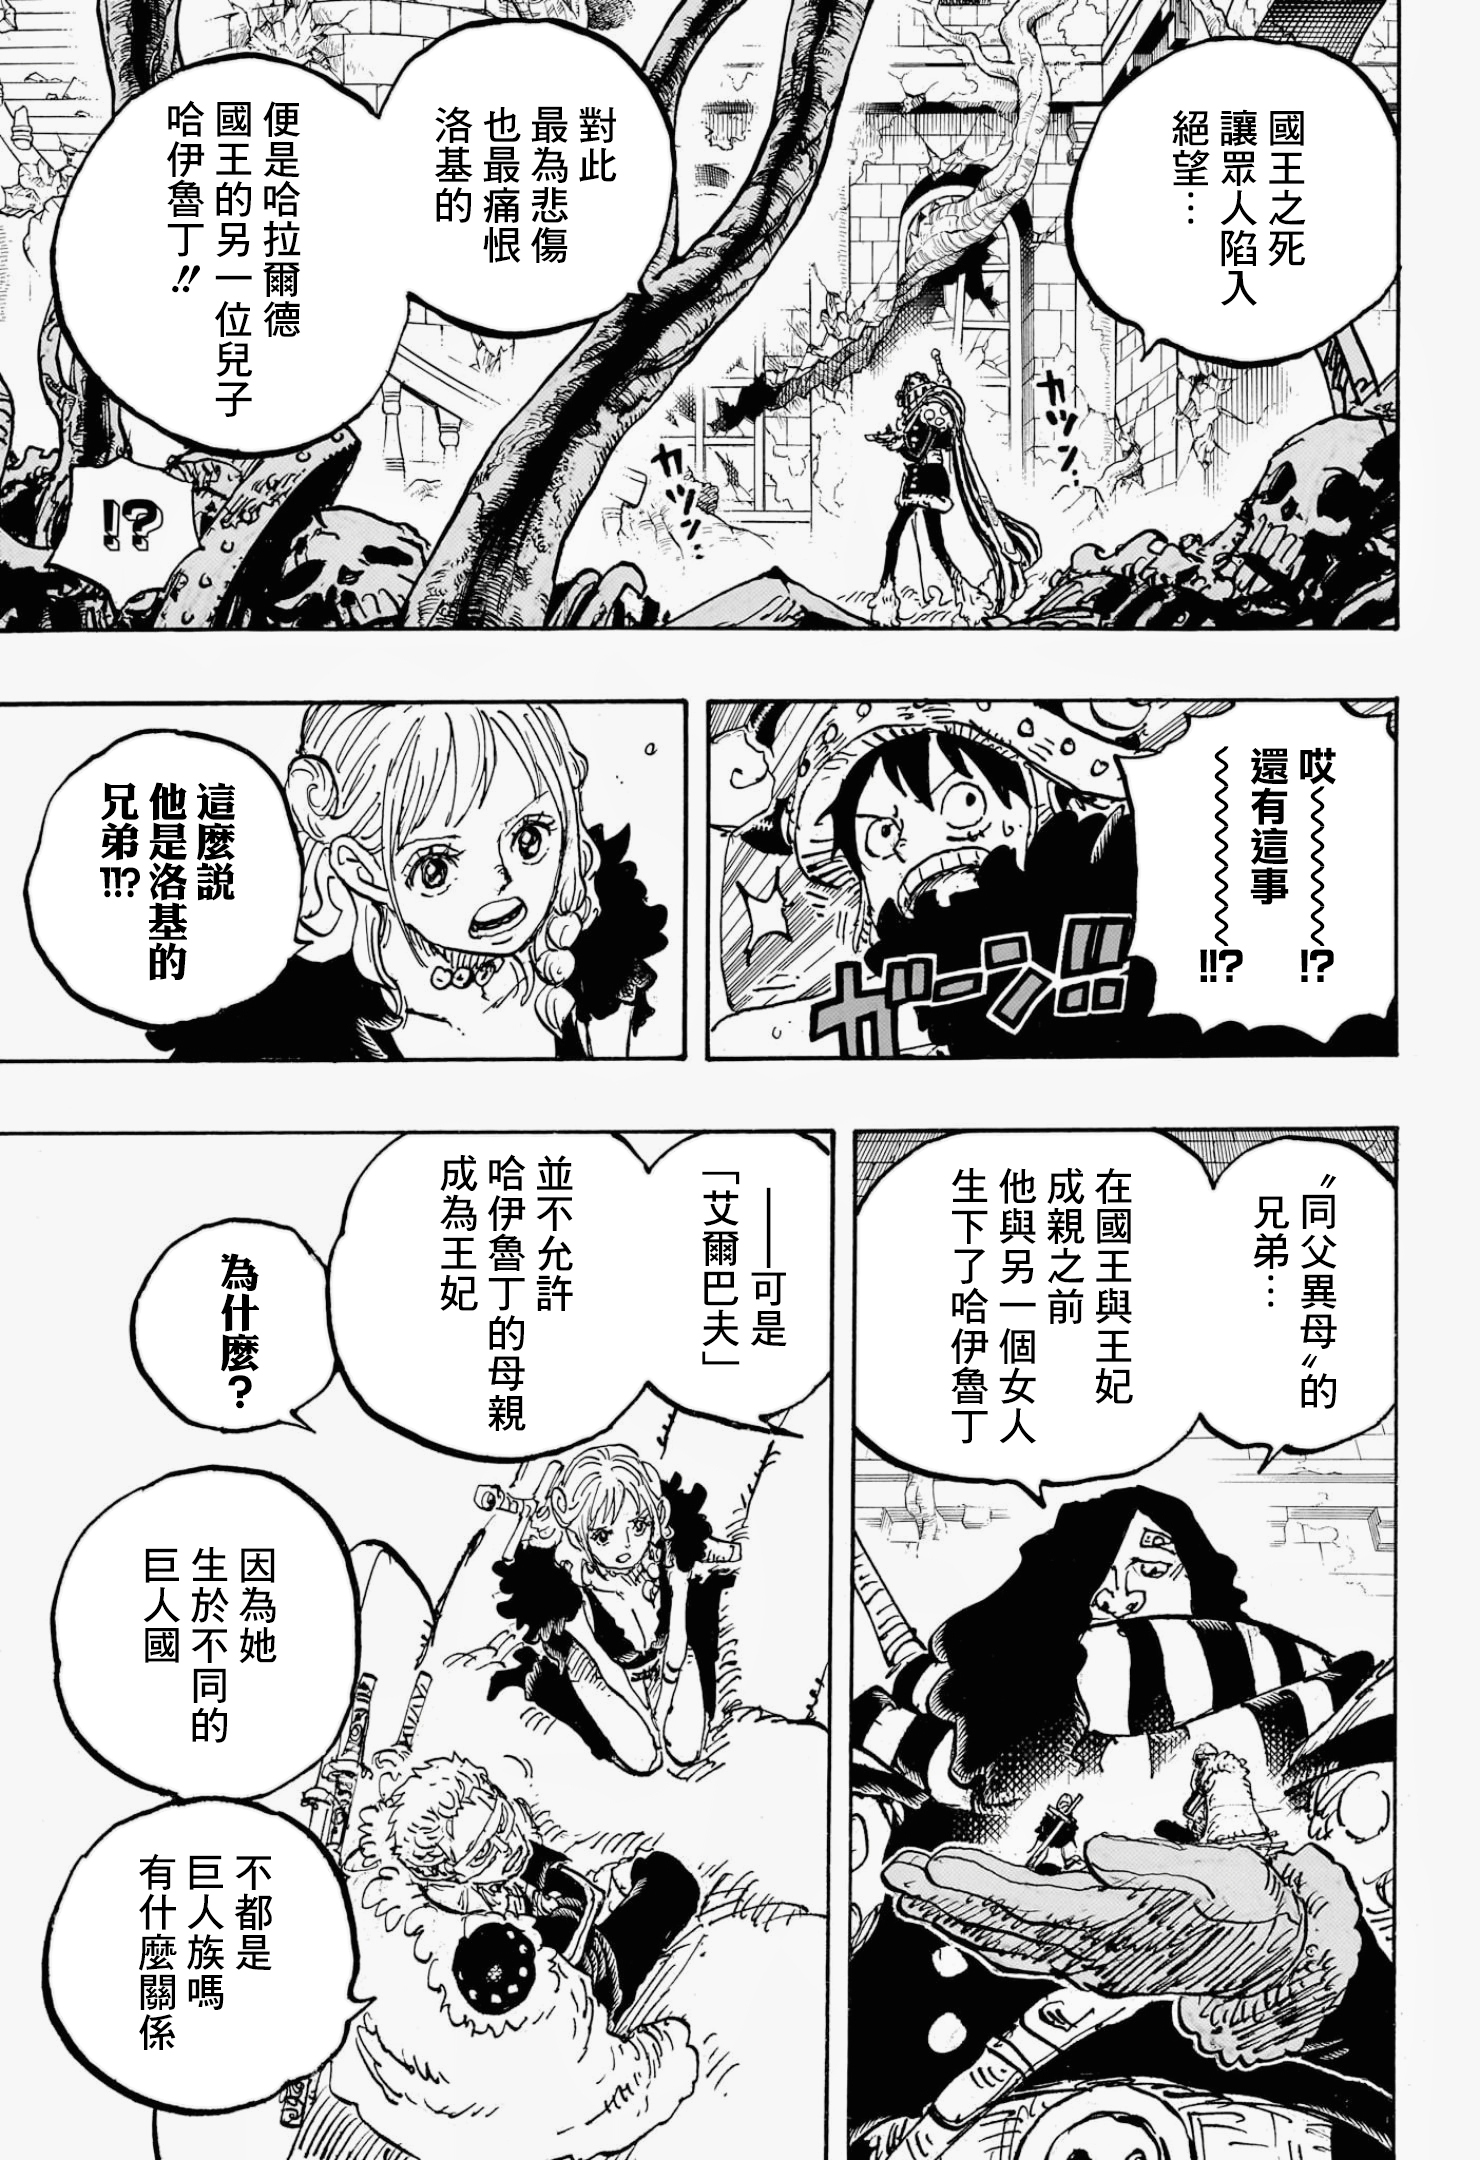 國王之死
讓眾人陷入
絕望…
對此
最為悲傷
也最痛恨
洛基的
便是哈拉爾德
國王的另一位兒子
哈伊魯丁!!
カツン…
カツン…
!?
哎~~~~~!?
還有這事
~~~~~!!?
ガーン!!
這麼説
他是洛基的
兄弟!!?
〝同父異母〞的
兄弟…
在國王與王妃
成親之前
他與另一個女人
生下了哈伊魯丁
——可是
「艾爾巴夫」
並不允許
哈伊魯丁的母親
成為王妃
為什麼?
因為她
生於不同的
巨人國
不都是
巨人族嗎
有什麼關係